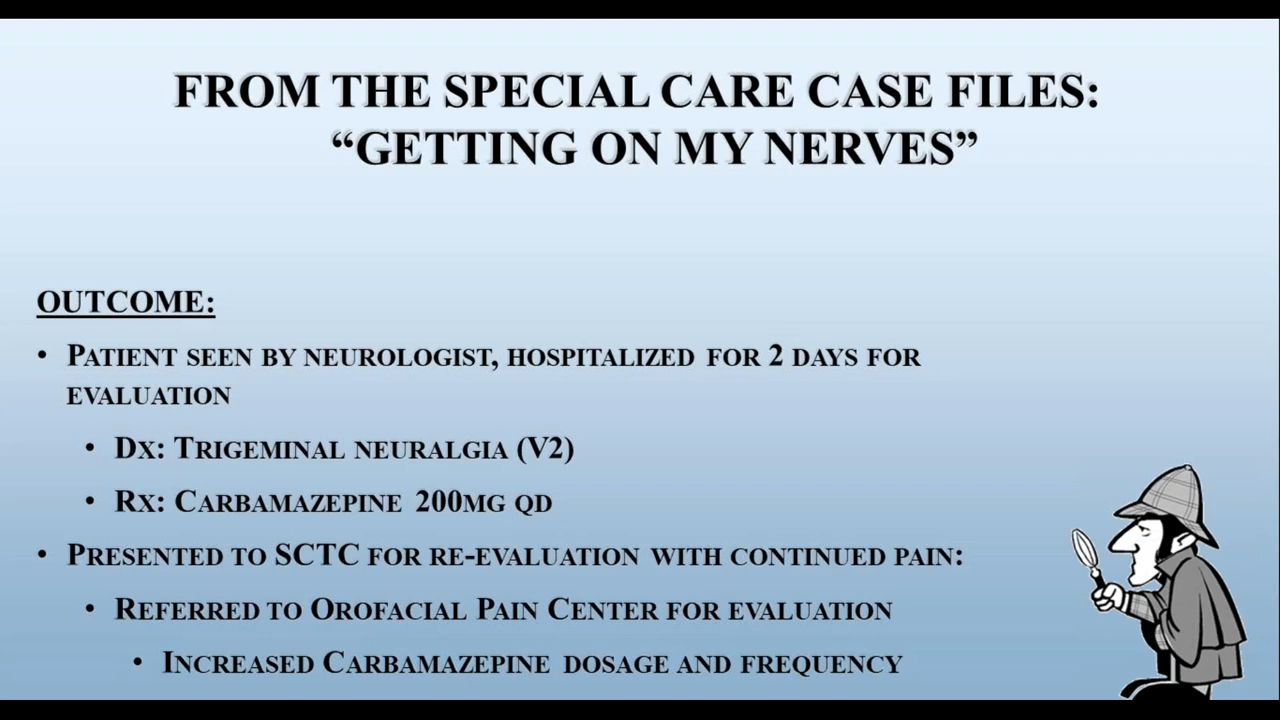 FROM THE SPECIAL CARE CASE FILES:
“GETTING ON MY NERVES”
OUTCOME:
• PATIENT SEEN BY NEUROLOGIST, HOSPITALIZED FOR 2 DAYS FOR
EVALUATION
• DX: TRIGEMINAL NEURALGIA (V2)
• RX: CARBAMAZEPINE 200MG QD
• PRESENTED TO SCTC FOR RE-EVALUATION WITH CONTINUED PAIN:
• REFERRED TO OROFACIAL PAIN CENTER FOR EVALUATION
• INCREASED CARBAMAZEPINE DOSAGE AND FREQUENCY